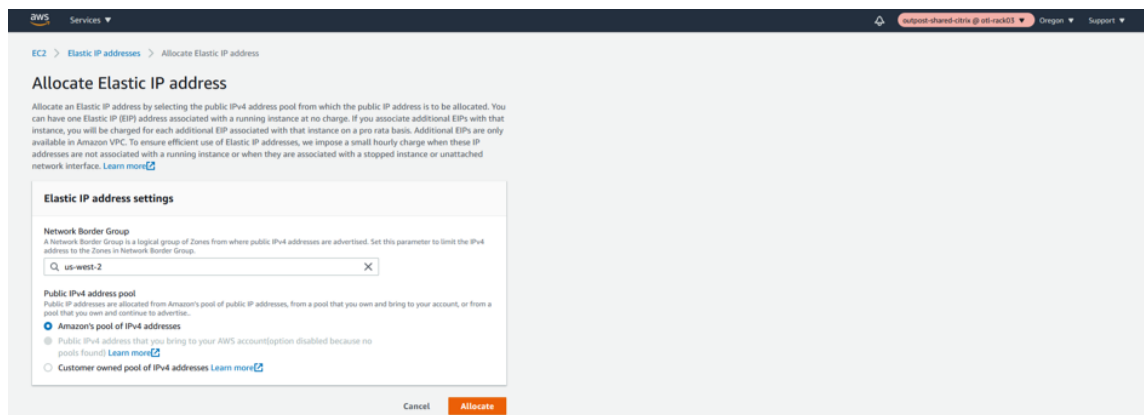 aws Services ▼ outpost-shared-citrix @ otl-rack03 ▼ Oregon ▼ Support ▼
EC2 > Elastic IP addresses > Allocate Elastic IP address
Allocate Elastic IP address
Allocate an Elastic IP address by selecting the public IPv4 address pool from which the public IP address is to be allocated. You
can have one Elastic IP (EIP) address associated with a running instance at no charge. If you associate additional EIPs with that
instance, you will be charged for each additional EIP associated with that instance on a pro rata basis. Additional EIPs are only
available in Amazon VPC. To ensure efficient use of Elastic IP addresses, we impose a small hourly charge when these IP
addresses are not associated with a running instance or when they are associated with a stopped instance or unattached
network interface. Learn more
Elastic IP address settings
Network Border Group
A Network Border Group is a logical group of Zones from where public IPv4 addresses are advertised. Set this parameter to limit the IPv4
address to the Zones in Network Border Group.
us-west-2
Public IPv4 address pool
Public IP addresses are allocated from Amazon's pool of public IP addresses, from a pool that you own and bring to your account, or from a
pool that you own and continue to advertise..
Amazon's pool of IPv4 addresses
Public IPv4 address that you bring to your AWS account(option disabled because no
pools found) Learn more
Customer owned pool of IPv4 addresses Learn more
Cancel Allocate